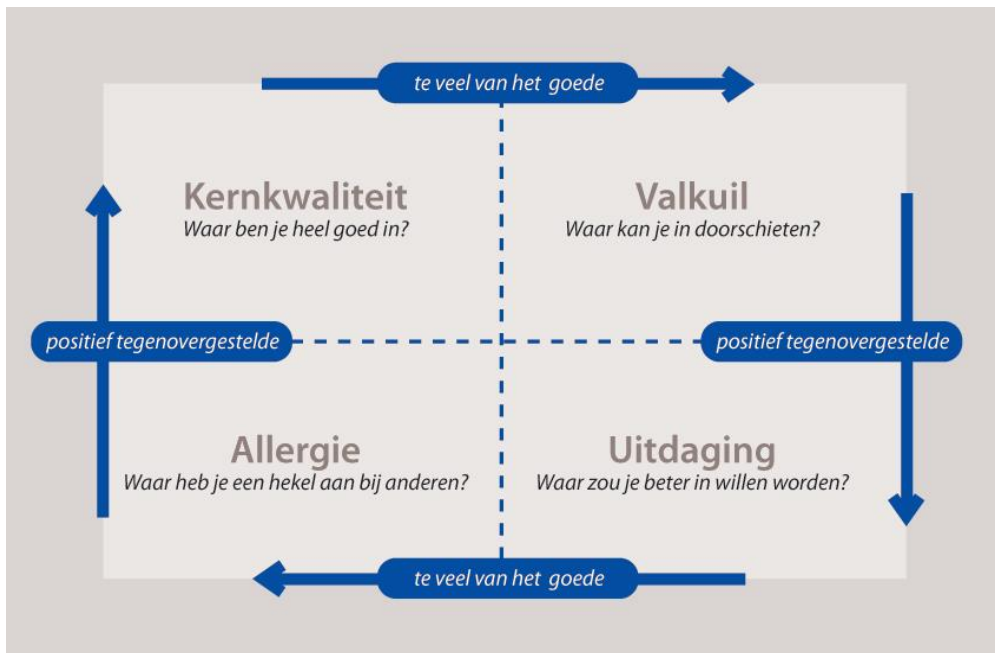 te veel van het goede
Kernkwaliteit
Waar ben je heel goed in?
Valkuil
Waar kan je in doorschieten?
positief tegenovergestelde
positief tegenovergestelde
Allergie
Waar heb je een hekel aan bij anderen?
Uitdaging
Waar zou je beter in willen worden?
te veel van het goede